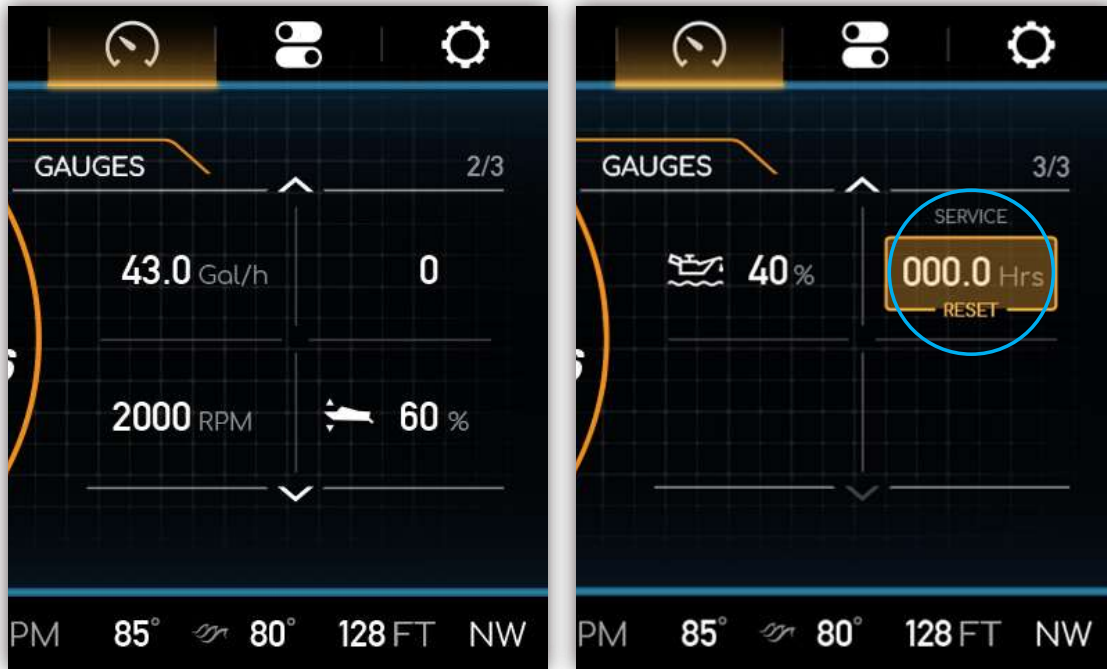 GAUGES 2/3
43.0 Gal/h 0
2000 RPM 60 %
PM 85° 80° 128 FT NW
GAUGES 3/3
SERVICE
40 % 000.0 Hrs
RESET
PM 85° 80° 128 FT NW